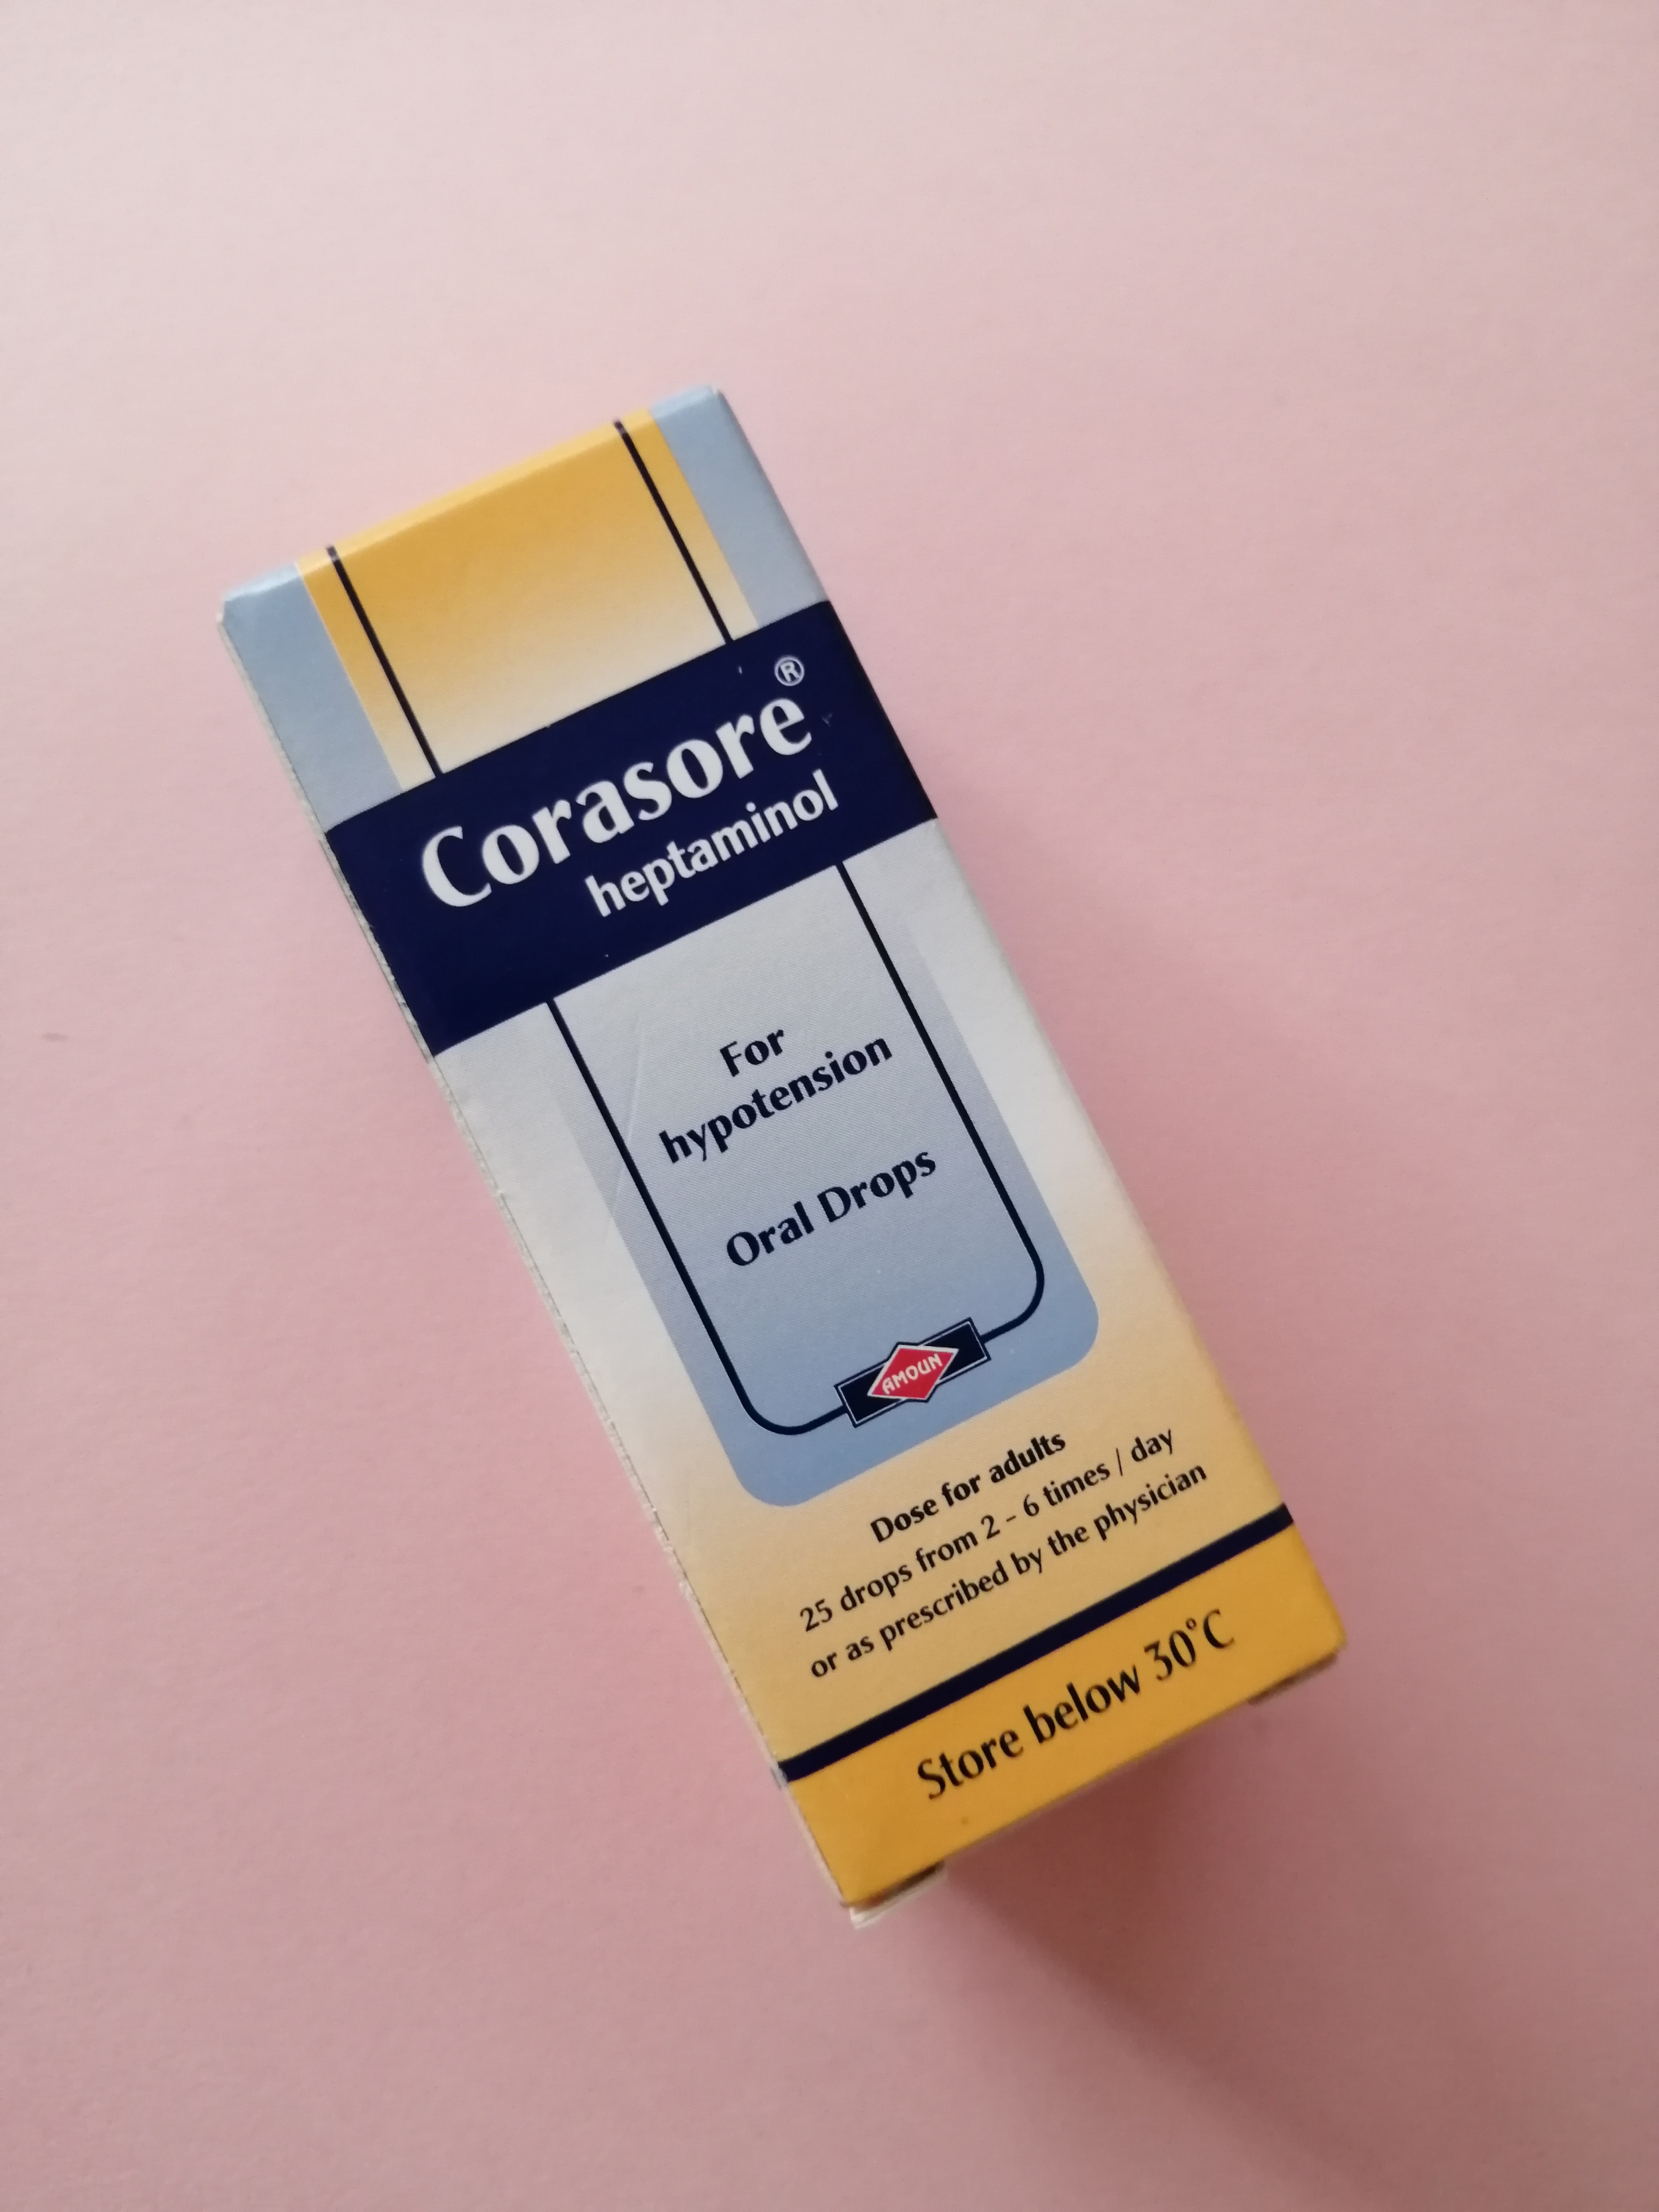 Corasore®
heptaminol
For
hypotension
Oral Drops
AMOUN
Dose for adults
25 drops from 2 – 6 times / day
or as prescribed by the physician
Store below 30°C